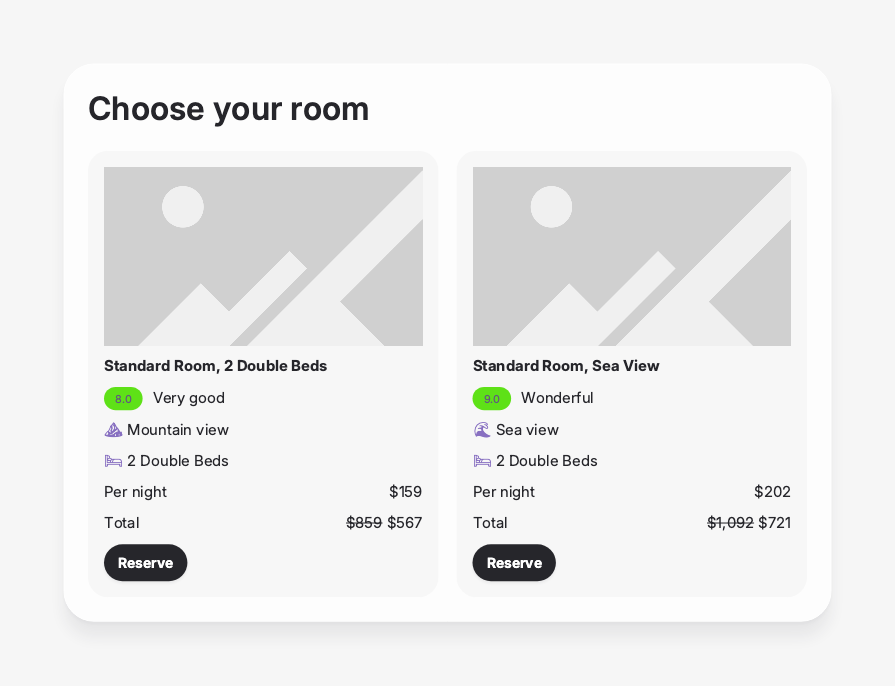 Choose your room
Standard Room, 2 Double Beds
8.0 Very good
Mountain view
2 Double Beds
Per night $159
Total $859 $567
Reserve
Standard Room, Sea View
9.0 Wonderful
Sea view
2 Double Beds
Per night $202
Total $1,092 $721
Reserve